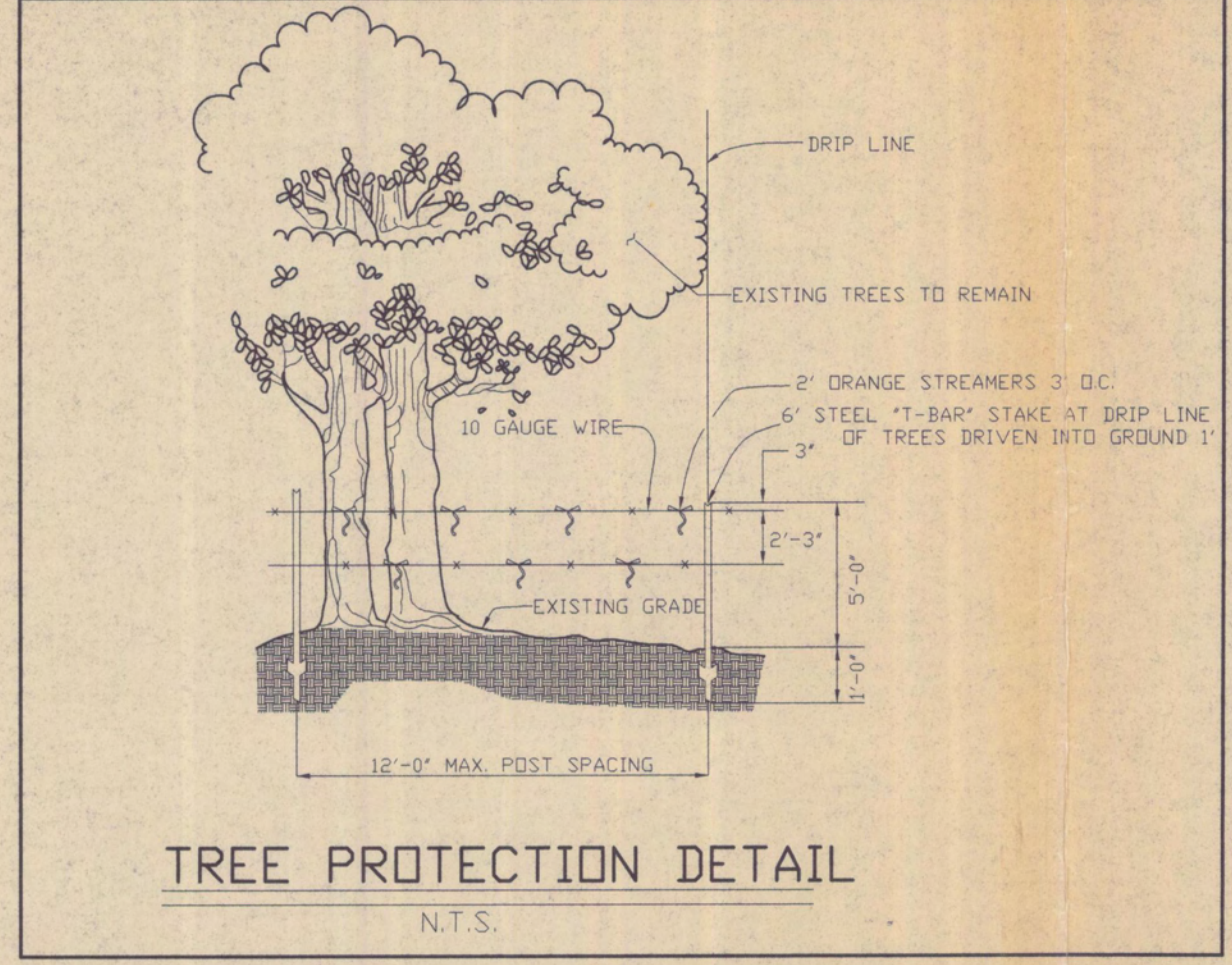 DRIP LINE
EXISTING TREES TO REMAIN
2' ORANGE STREAMERS 3' O.C.
6' STEEL "T-BAR" STAKE AT DRIP LINE
OF TREES DRIVEN INTO GROUND 1'
10 GAUGE WIRE
3"
2'-3"
5'-0"
EXISTING GRADE
1'-0"
12'-0" MAX. POST SPACING
TREE PROTECTION DETAIL
N.T.S.